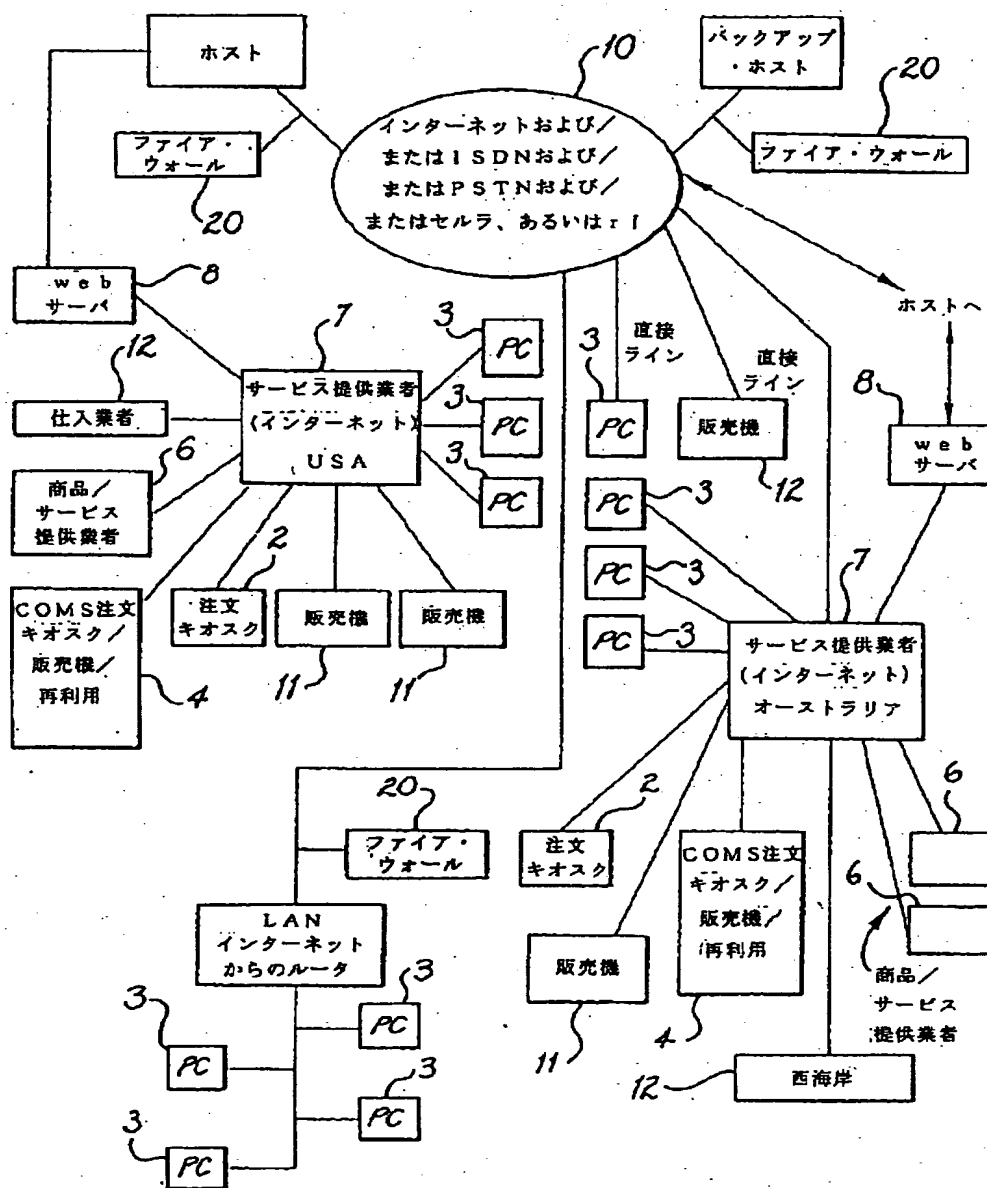 ホスト
10
バックアップ
・ホスト
20
ファイア・
ウォール
20
インターネットおよび/
またはISDNおよび/
またはPSTNおよび/
またはセルラ、あるいはrf
ファイア・ウォール
8
web
サーバ
ホストへ
7
3
PC
直接
ライン
3
PC
直接
ライン
販売機
12
8
web
サーバ
12
仕入業者
サービス提供業者
(インターネット)
USA
3
PC
3
PC
6
商品/
サービス
提供業者
3
PC
3
PC
3
PC
7
サービス提供業者
(インターネット)
オーストラリア
COMS注文
キオスク/
販売機/
再利用
4
2
注文
キオスク
販売機
11
販売機
11
20
ファイア・
ウォール
2
注文
キオスク
COMS注文
キオスク/
販売機/
再利用
4
6
6
商品/
サービス
提供業者
LAN
インターネット
からのルータ
販売機
11
3
PC
3
PC
3
PC
3
PC
12
西海岸